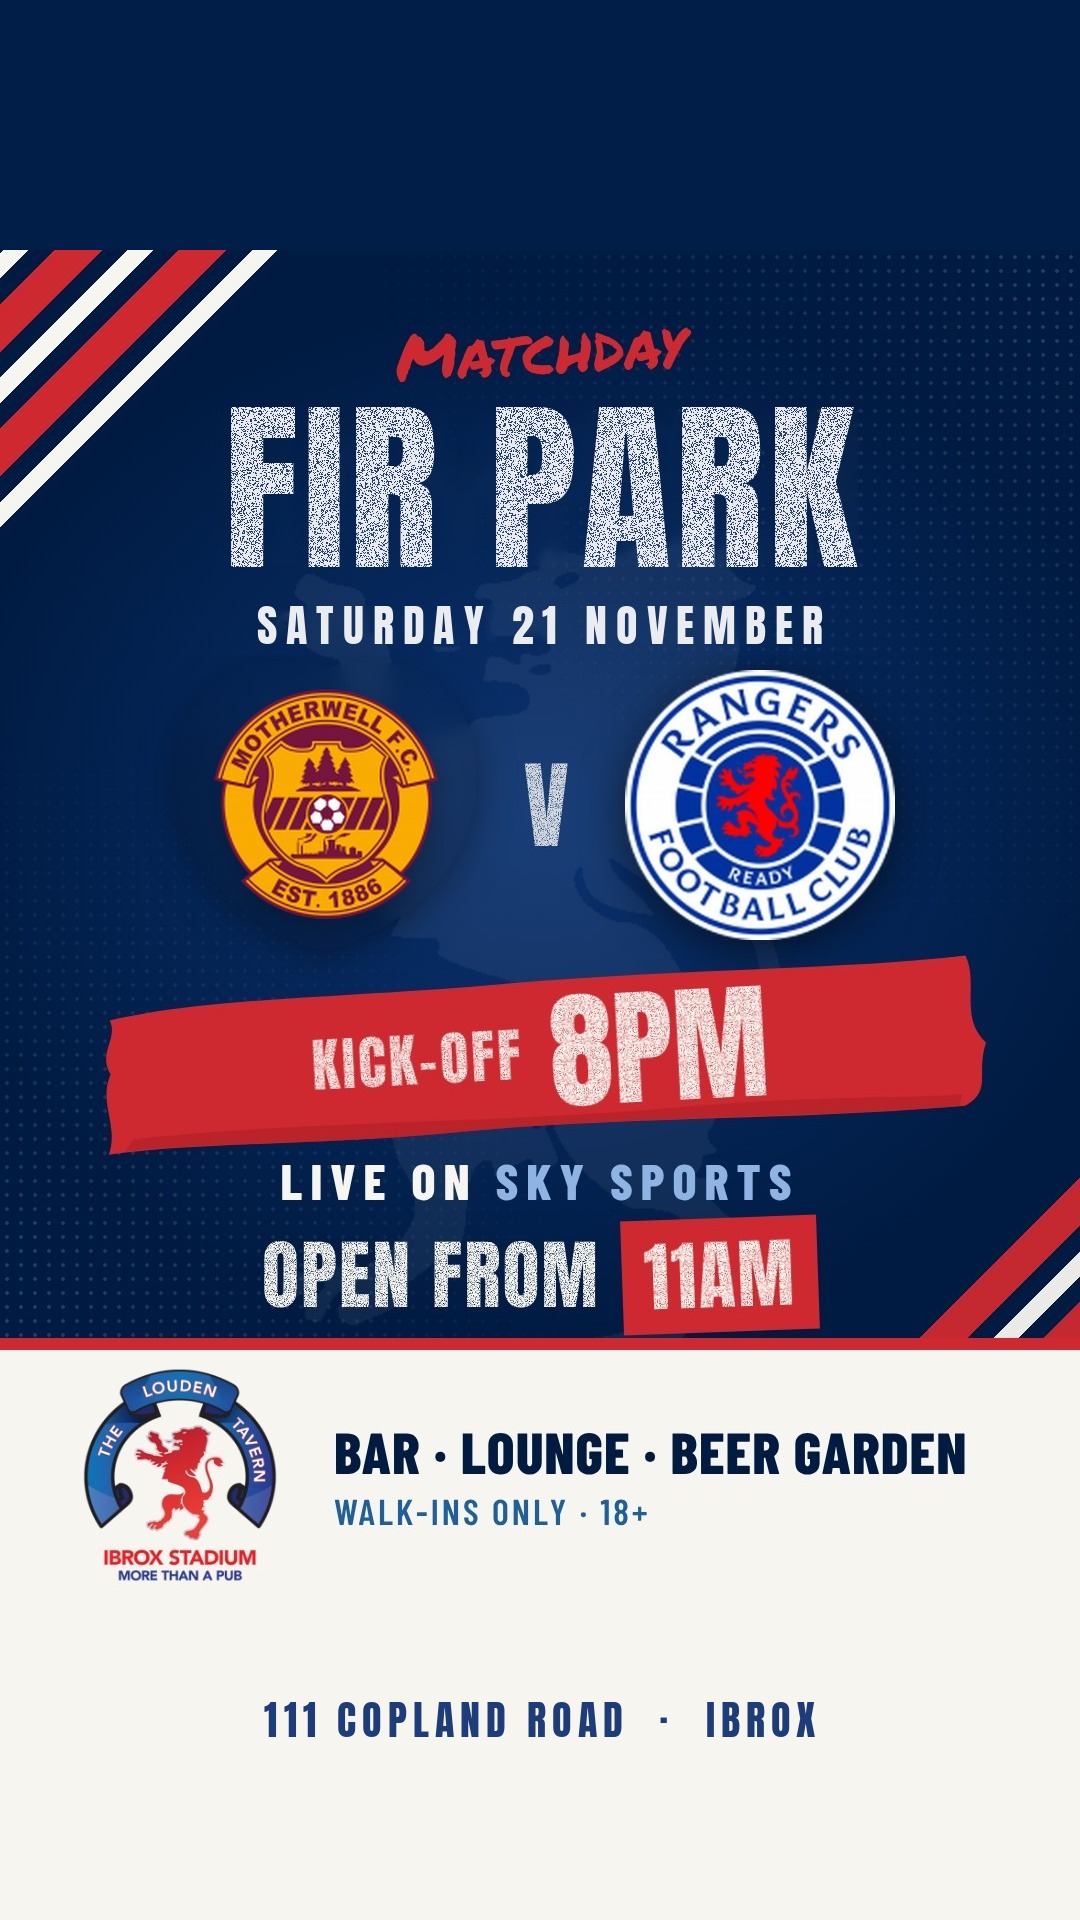 MATCHDAY
FIR PARK
SATURDAY 21 NOVEMBER
MOTHERWELL F.C.
EST. 1886
V
RANGERS
READY
FOOTBALL CLUB
KICK-OFF 8PM
LIVE ON SKY SPORTS
OPEN FROM 11AM
THE LOUDEN TAVERN
IBROX STADIUM
MORE THAN A PUB
BAR · LOUNGE · BEER GARDEN
WALK-INS ONLY · 18+
111 COPLAND ROAD · IBROX